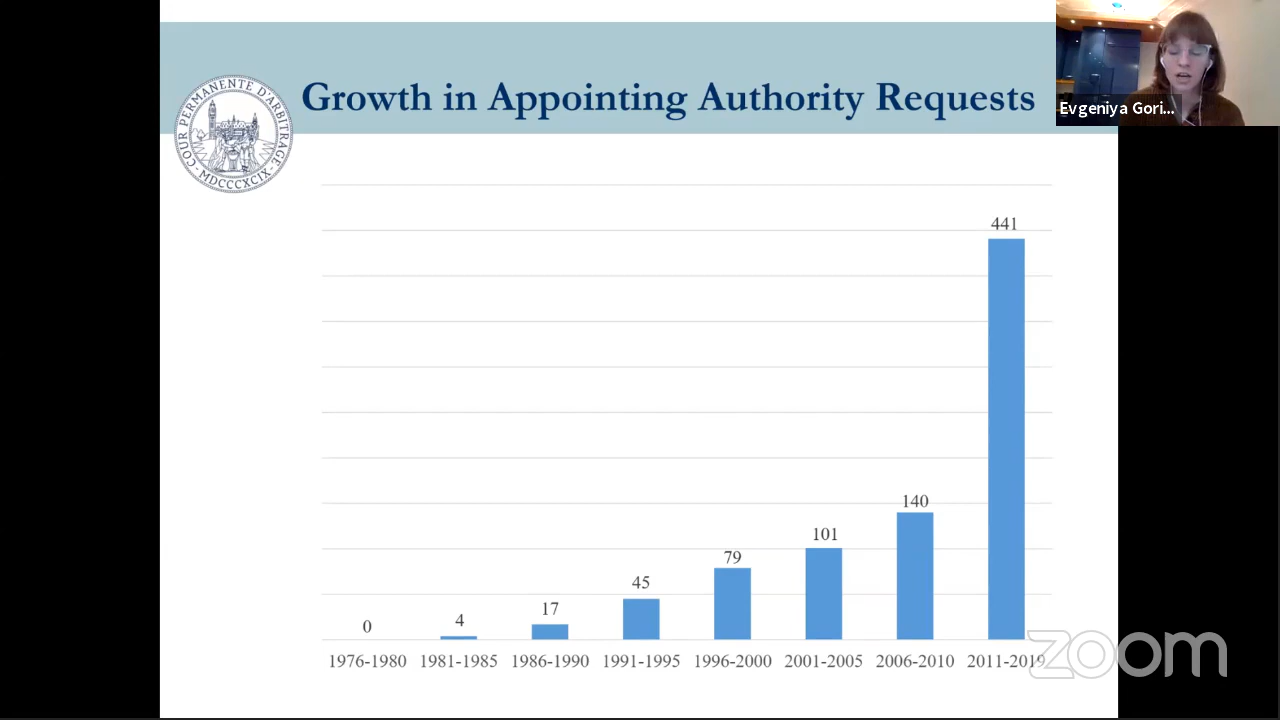 Growth in Appointing Authority Requests
Evgeniya Gori...
COUR PERMANENTE D'ARBITRAGE
MDCCCXCIX
441
140
101
79
45
17
4
0
1976-1980 1981-1985 1986-1990 1991-1995 1996-2000 2001-2005 2006-2010 2011-2019
zoom